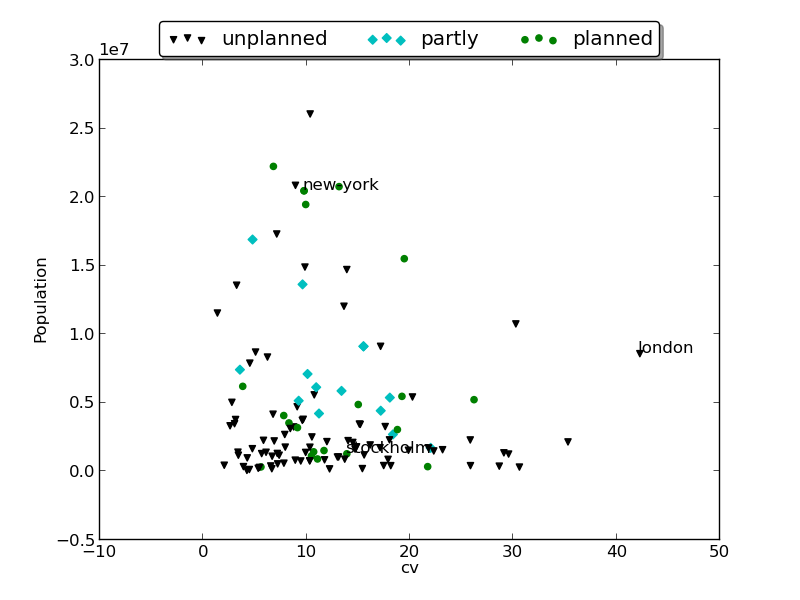 unplanned partly planned
1e7
3.0
2.5
new-york
2.0
1.5
1.0
london
0.5
stockholm
0.0
−0.5
Population
−10 0 10 20 30 40 50
cv